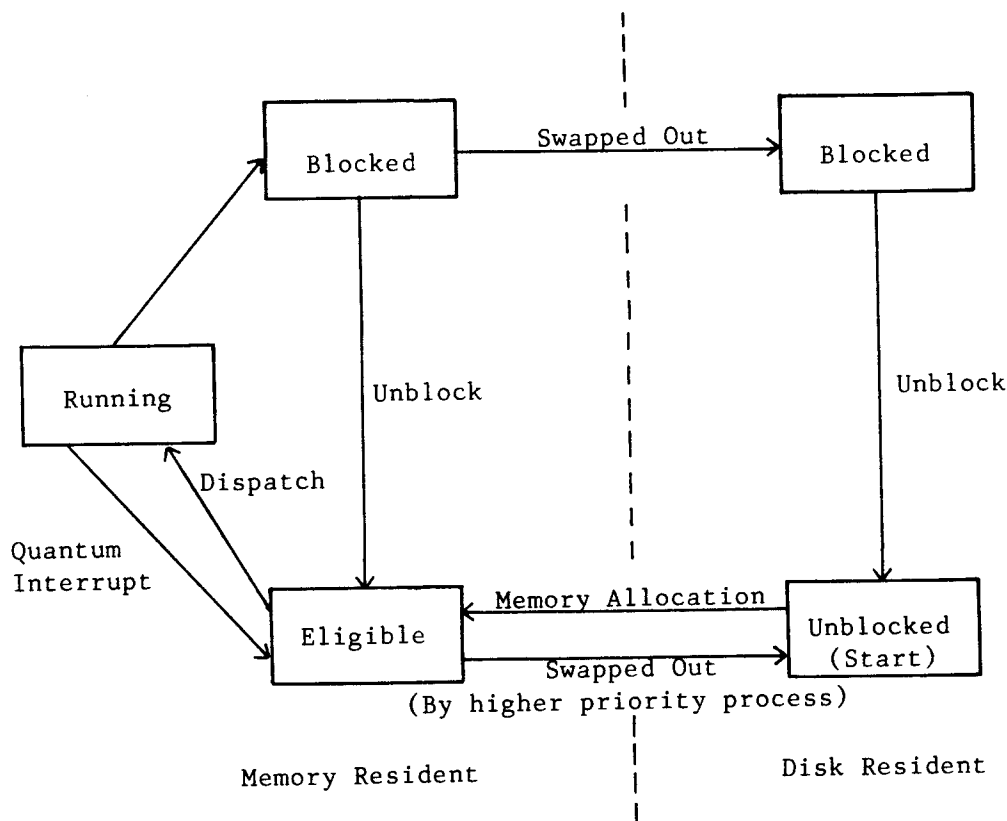 Swapped Out
Blocked
Blocked
Running
Unblock
Unblock
Dispatch
Quantum
Interrupt
Memory Allocation
Eligible
Unblocked
(Start)
Swapped Out
(By higher priority process)
Memory Resident
Disk Resident